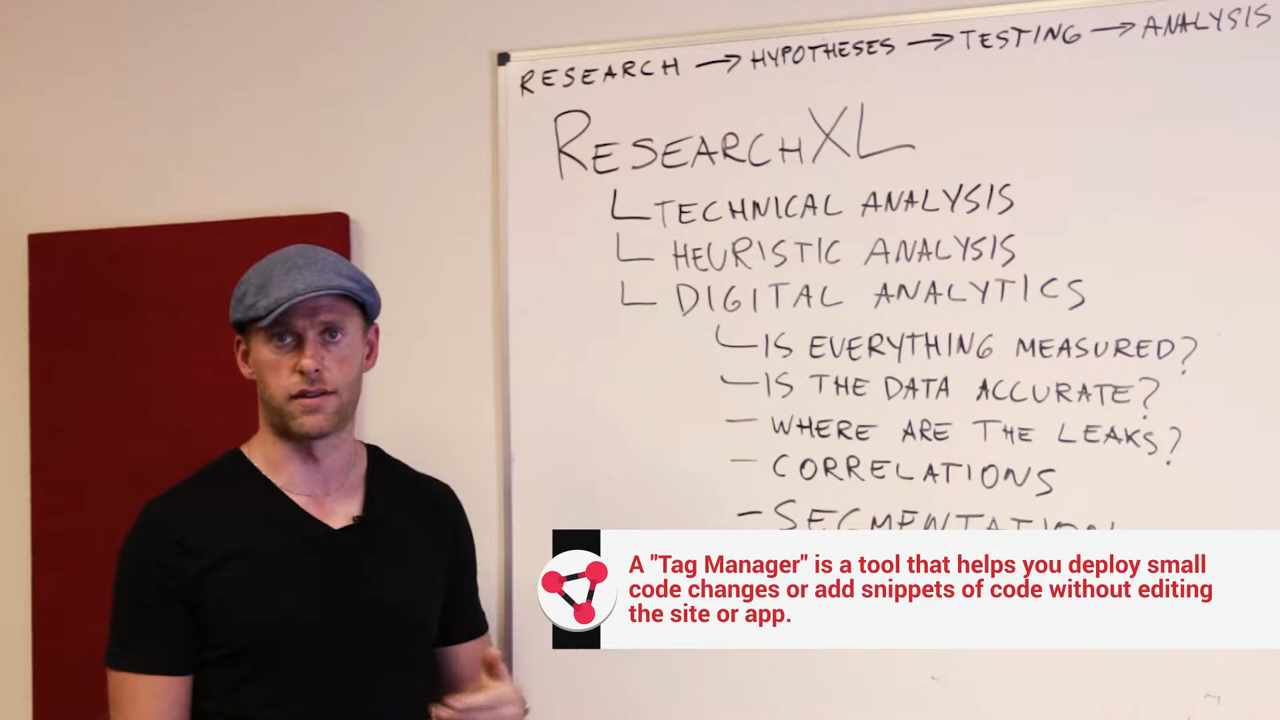 RESEARCH → HYPOTHESES → TESTING → ANALYSIS
RESEARCHXL
TECHNICAL ANALYSIS
HEURISTIC ANALYSIS
DIGITAL ANALYTICS
IS EVERYTHING MEASURED?
IS THE DATA ACCURATE?
— WHERE ARE THE LEAKS?
— CORRELATIONS
— SEGMENTATION
A "Tag Manager" is a tool that helps you deploy small
code changes or add snippets of code without editing
the site or app.